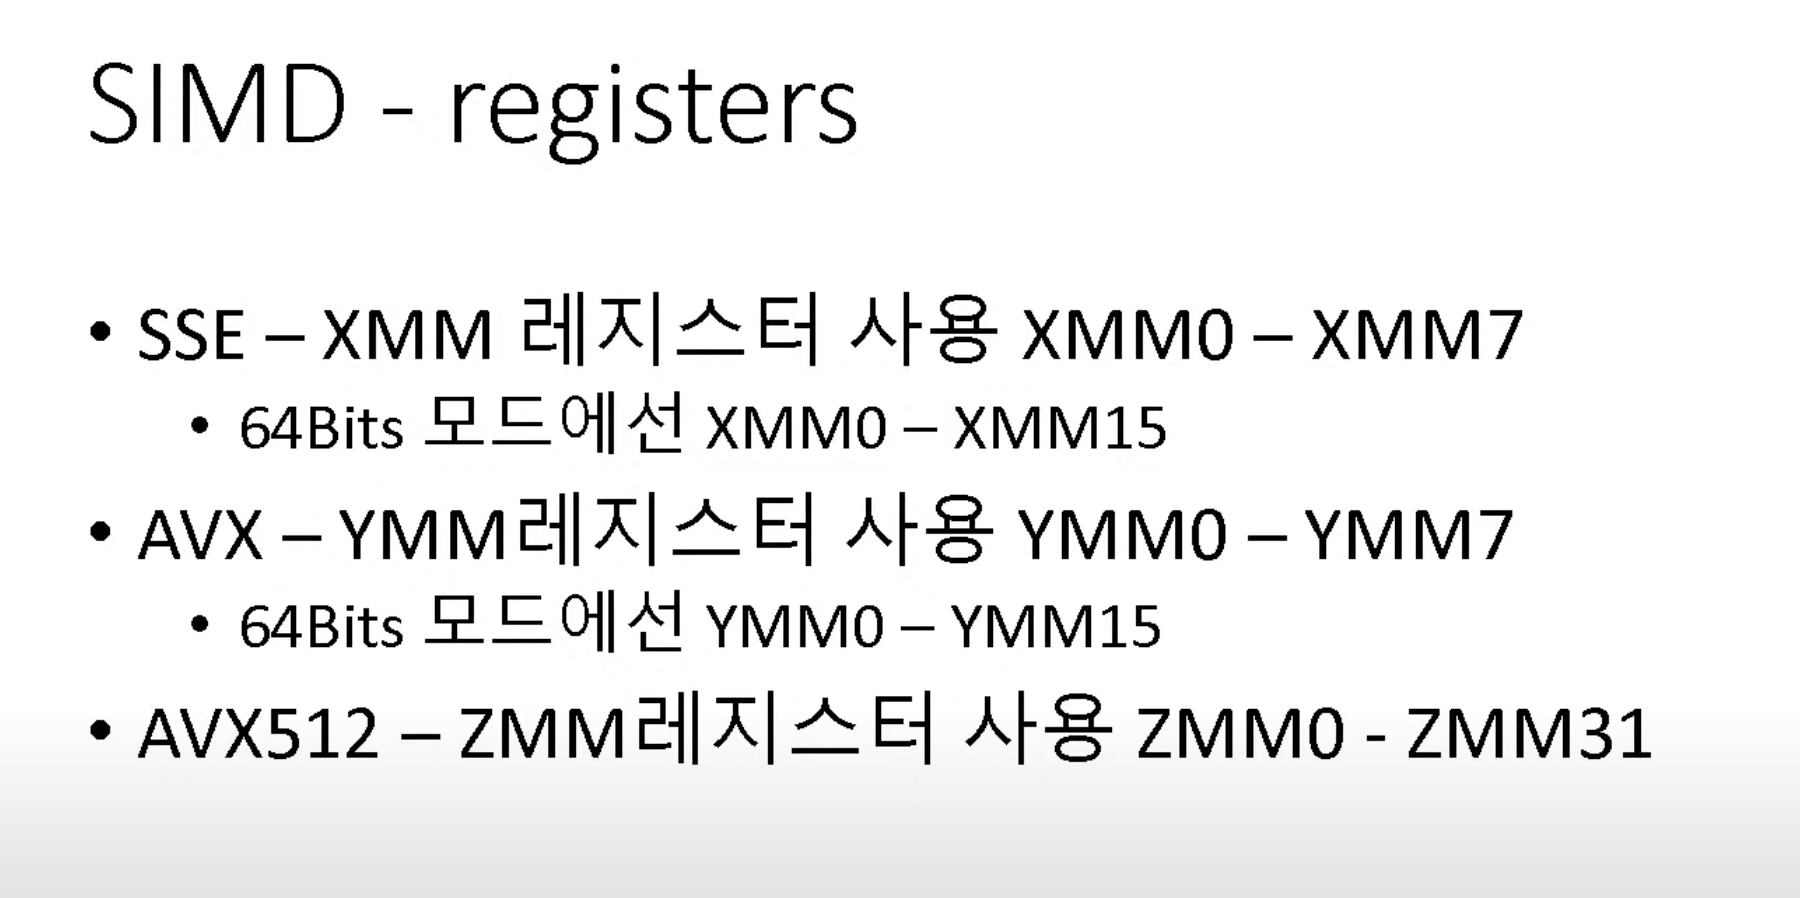 SIMD - registers
• SSE – XMM 레지스터 사용 XMM0 – XMM7
• 64Bits 모드에선 XMM0 – XMM15
• AVX – YMM레지스터 사용 YMM0 – YMM7
• 64Bits 모드에선 YMM0 – YMM15
• AVX512 – ZMM레지스터 사용 ZMM0 - ZMM31